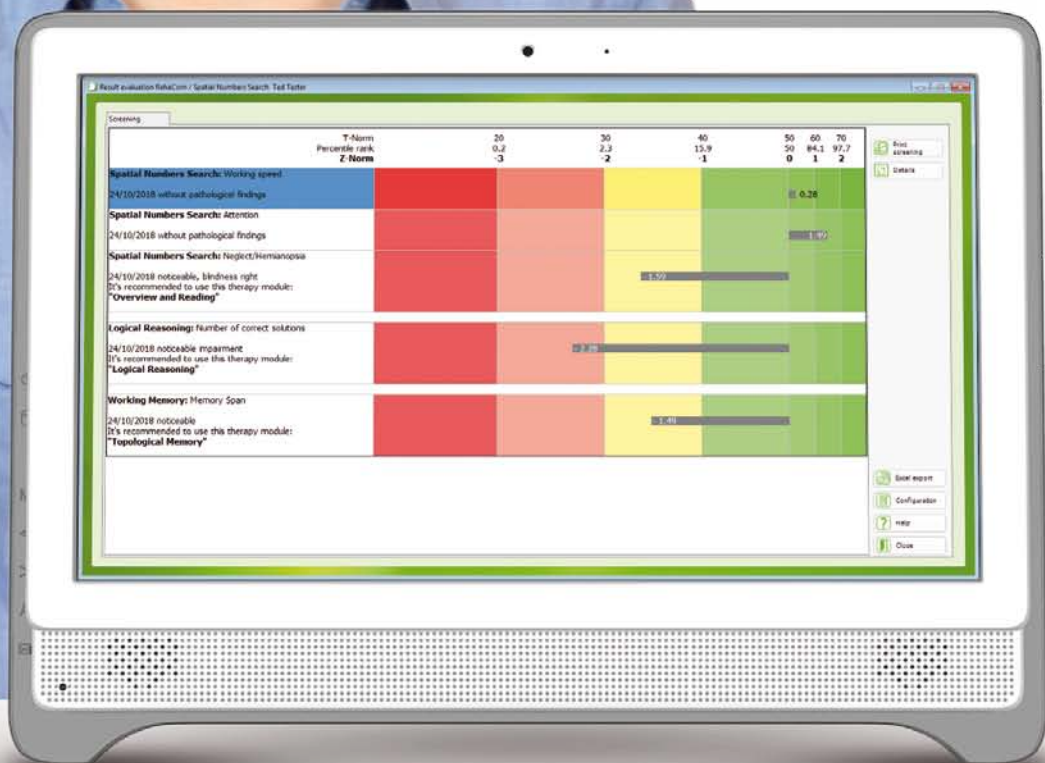 Result evaluation RehaCom / Spatial Numbers Search Ted Tester
Screening
T-Norm 20 30 40 50 60 70
Percentile rank 0.2 2.3 15.9 50 84.1 97.7
Z-Norm -3 -2 -1 0 1 2
Print screening
Details
Spatial Numbers Search: Working speed
24/10/2018 without pathological findings 0.28
Spatial Numbers Search: Attention
24/10/2018 without pathological findings 1.49
Spatial Numbers Search: Neglect/Hemianopsia
24/10/2018 noticeable, blindness right - 1.59
It's recommended to use this therapy module:
"Overview and Reading"
Logical Reasoning: Number of correct solutions
24/10/2018 noticeable impairment - 2.28
It's recommended to use this therapy module:
"Logical Reasoning"
Working Memory: Memory Span
24/10/2018 noticeable - 1.49
It's recommended to use this therapy module:
"Topological Memory"
Excel export
Configuration
Help
Close